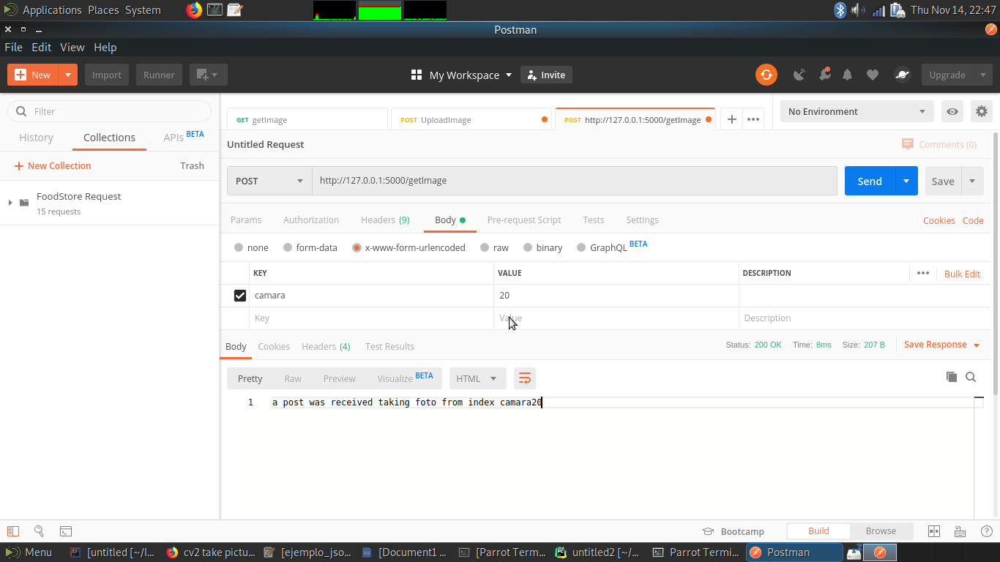 Applications Places System Thu Nov 14, 22:47
Postman
File Edit View Help
New Import Runner My Workspace Invite Upgrade
Filter
History Collections APIs BETA
New Collection Trash
FoodStore Request
15 requests
GET getImage POST UploadImage POST http://127.0.0.1:5000/getImage No Environment
Untitled Request Comments (0)
POST http://127.0.0.1:5000/getImage Send Save
Params Authorization Headers (9) Body Pre-request Script Tests Settings Cookies Code
none form-data x-www-form-urlencoded raw binary GraphQL BETA
KEY VALUE DESCRIPTION Bulk Edit
camara 20
Key Value Description
Body Cookies Headers (4) Test Results Status: 200 OK Time: 8ms Size: 207 B Save Response
Pretty Raw Preview Visualize BETA HTML
1 a post was received taking foto from index camara20
Bootcamp Build Browse
Menu [untitled [~/I... cv2 take pictu... [ejemplo_jso... [Document1 ... [Parrot Term... untitled2 [~/... Parrot Termi... Postman